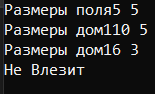 Размеры поля5 5
Размеры дом110 5
Размеры дом16 3
Не Влезит